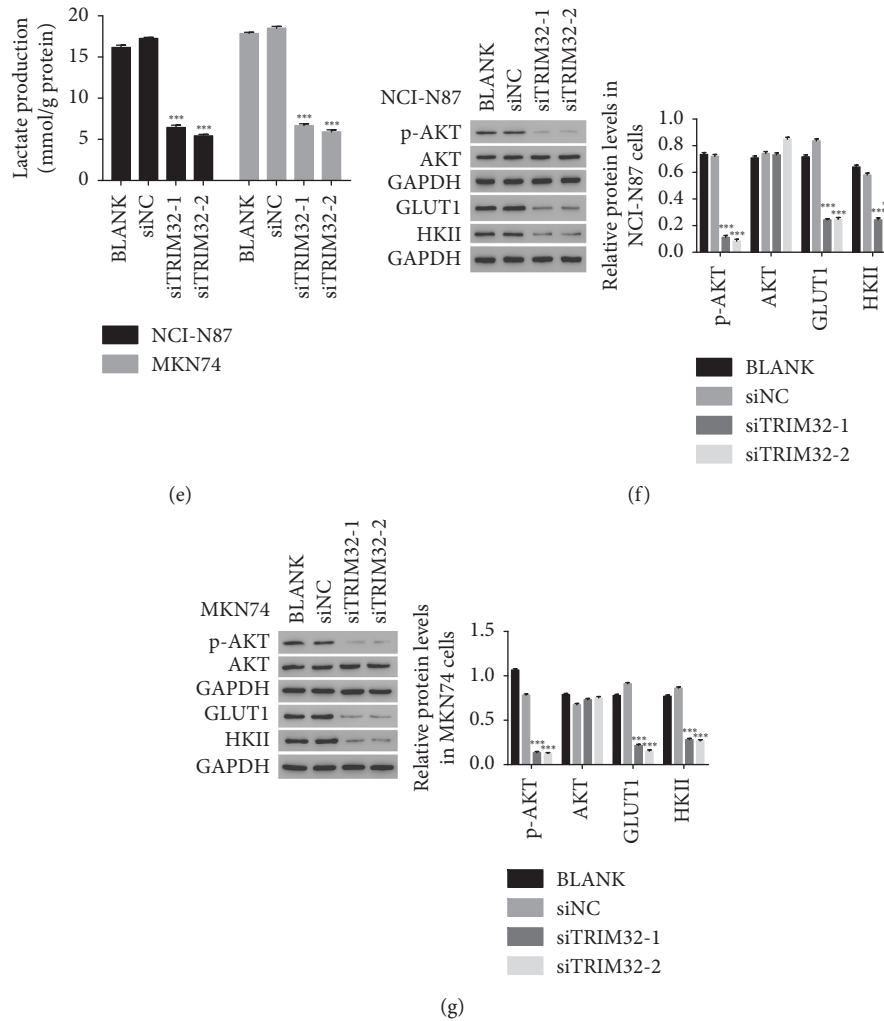 Lactate production
(mmol/g protein)
20
15
10
5
0
***
***
***
***
BLANK
siNC
siTRIM32-1
siTRIM32-2
BLANK
siNC
siTRIM32-1
siTRIM32-2
NCI-N87
MKN74
(e)
NCI-N87
BLANK
siNC
siTRIM32-1
siTRIM32-2
p-AKT
AKT
GAPDH
GLUT1
HKII
GAPDH
Relative protein levels in
NCI-N87 cells
1.0
0.8
0.6
0.4
0.2
0
***
***
***
***
***
p-AKT
AKT
GLUT1
HKII
BLANK
siNC
siTRIM32-1
siTRIM32-2
(f)
MKN74
BLANK
siNC
siTRIM32-1
siTRIM32-2
p-AKT
AKT
GAPDH
GLUT1
HKII
GAPDH
Relative protein levels
in MKN74 cells
1.5
1.0
0.5
0.0
***
***
***
***
***
***
p-AKT
AKT
GLUT1
HKII
BLANK
siNC
siTRIM32-1
siTRIM32-2
(g)